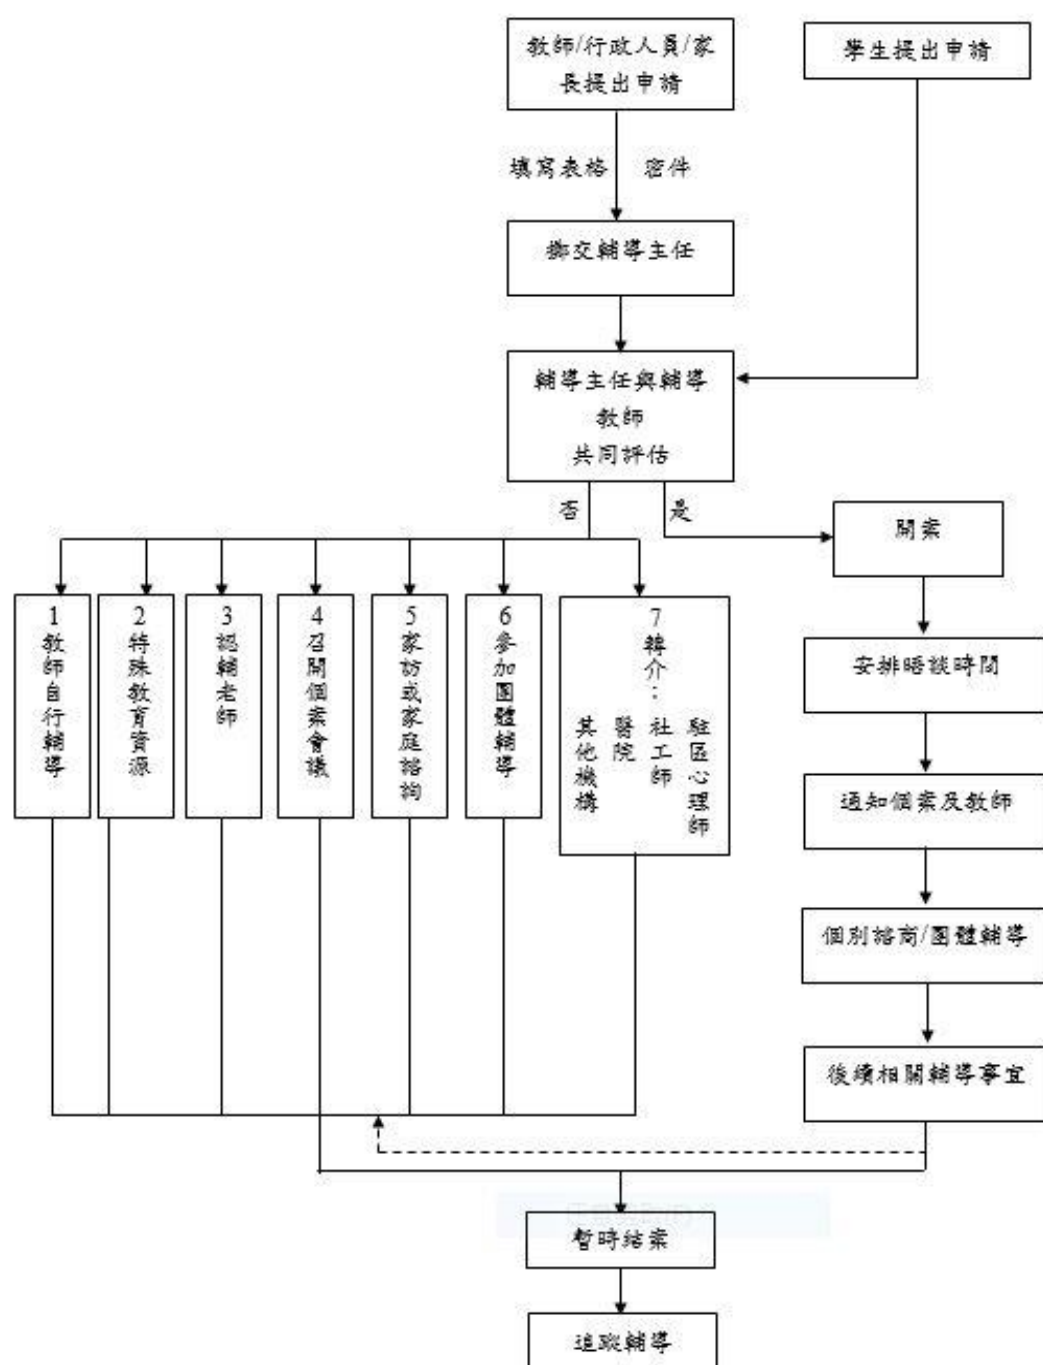 教師/行政人員/家
長提出申請
學生提出申請
填寫表格 密件
擲交輔導主任
輔導主任與輔導
教師
共同評估
否
是
開案
1教師自行輔導
2特殊教育資源
3認輔老師
4召開個案會議
5家訪或家庭諮詢
6參加團體輔導
7轉介：
駐區心理師
社工師
醫院
其他機構
安排晤談時間
通知個案及教師
個別諮商/團體輔導
後續相關輔導事宜
暫時結案
追蹤輔導